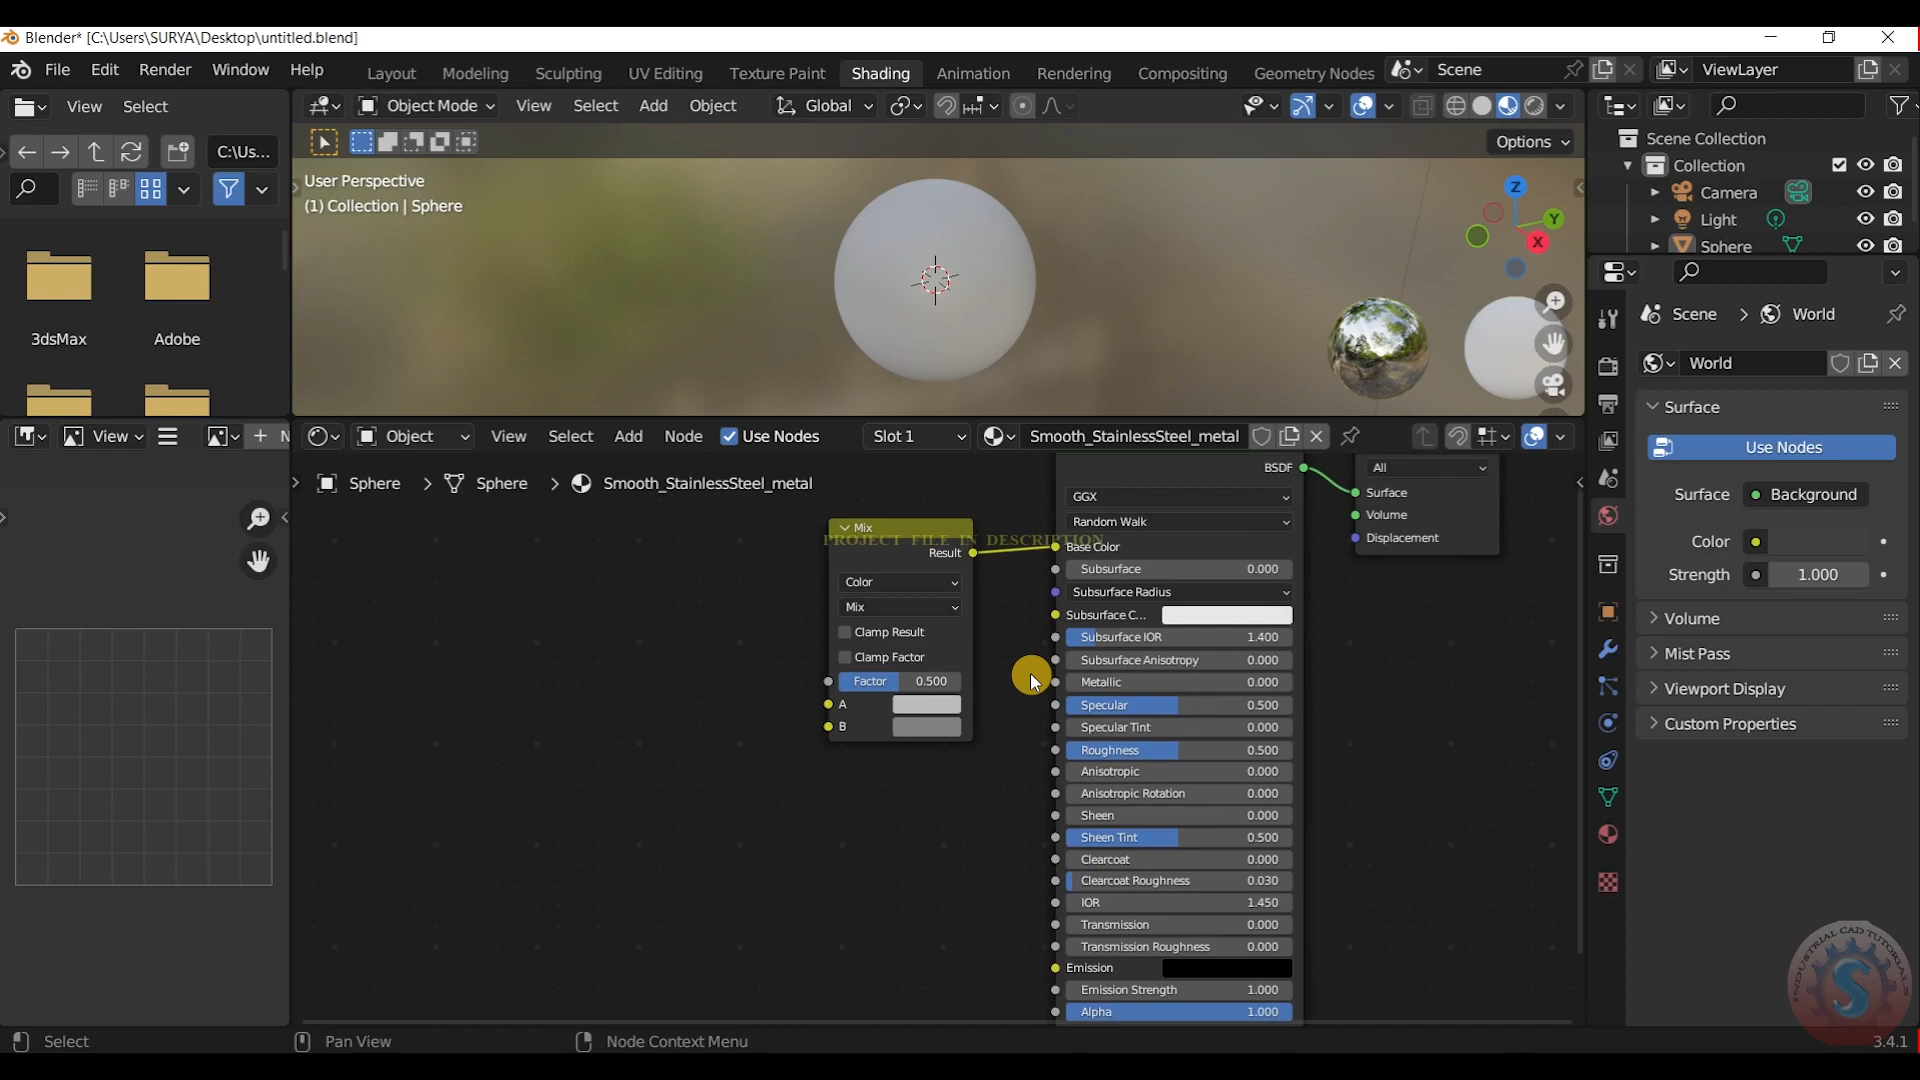 Blender* [C:\Users\SURYA\Desktop\untitled.blend]
File Edit Render Window Help Layout Modeling Sculpting UV Editing Texture Paint Shading Animation Rendering Compositing Geometry Nodes Scene ViewLayer
View Select Object Mode View Select Add Object Global
C:\Us...
Options
User Perspective
(1) Collection | Sphere
3dsMax Adobe
Z
Y
X
Scene Collection
Collection
Camera
Light
Sphere
Scene > World
World
Surface
Use Nodes
Surface Background
Color
Strength 1.000
Volume
Mist Pass
Viewport Display
Custom Properties
View N
Object View Select Add Node Use Nodes Slot 1 Smooth_StainlessSteel_metal
Sphere > Sphere > Smooth_StainlessSteel_metal
Mix
PROJECT FILE IN DESCRIPTION
Result
Color
Mix
Clamp Result
Clamp Factor
Factor 0.500
A
B
BSDF
GGX
Random Walk
Base Color
Subsurface 0.000
Subsurface Radius
Subsurface C...
Subsurface IOR 1.400
Subsurface Anisotropy 0.000
Metallic 0.000
Specular 0.500
Specular Tint 0.000
Roughness 0.500
Anisotropic 0.000
Anisotropic Rotation 0.000
Sheen 0.000
Sheen Tint 0.500
Clearcoat 0.000
Clearcoat Roughness 0.030
IOR 1.450
Transmission 0.000
Transmission Roughness 0.000
Emission
Emission Strength 1.000
Alpha 1.000
All
Surface
Volume
Displacement
INDUSTRIAL CAD TUTORIALS
S
Select Pan View Node Context Menu 3.4.1